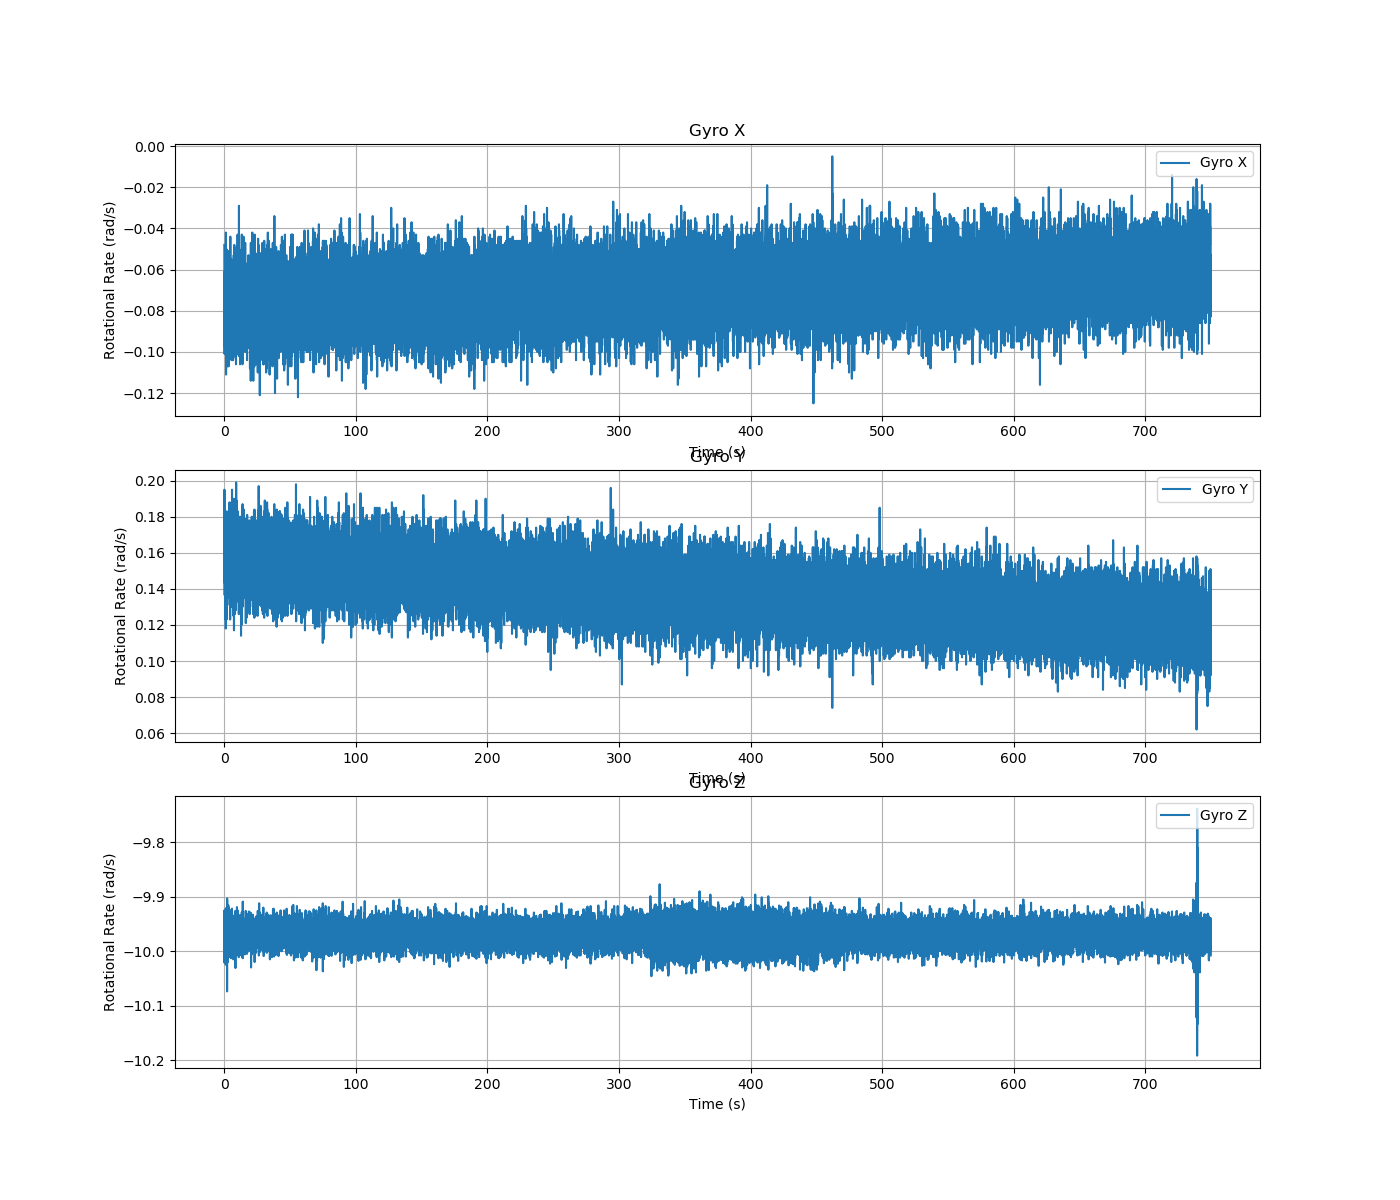 Gyro X
Rotational Rate (rad/s)
0.00
−0.02
−0.04
−0.06
−0.08
−0.10
−0.12
Gyro X
0 100 200 300 400 500 600 700
Time (s)
Gyro Y
Rotational Rate (rad/s)
0.20
0.18
0.16
0.14
0.12
0.10
0.08
0.06
Gyro Y
0 100 200 300 400 500 600 700
Time (s)
Gyro Z
Rotational Rate (rad/s)
−9.8
−9.9
−10.0
−10.1
−10.2
Gyro Z
0 100 200 300 400 500 600 700
Time (s)